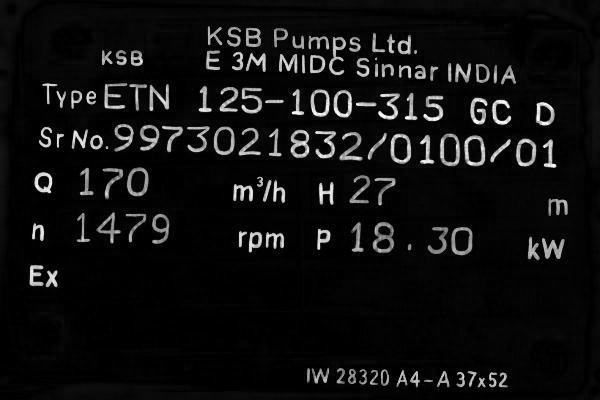 KSB Pumps Ltd.
KSB E 3M MIDC Sinnar INDIA
Type ETN 125-100-315 GC D
Sr No. 9973021832/0100/01
Q 170 m³/h H 27 m
n 1479 rpm P 18.30 kW
Ex
IW 28320 A4-A 37x52